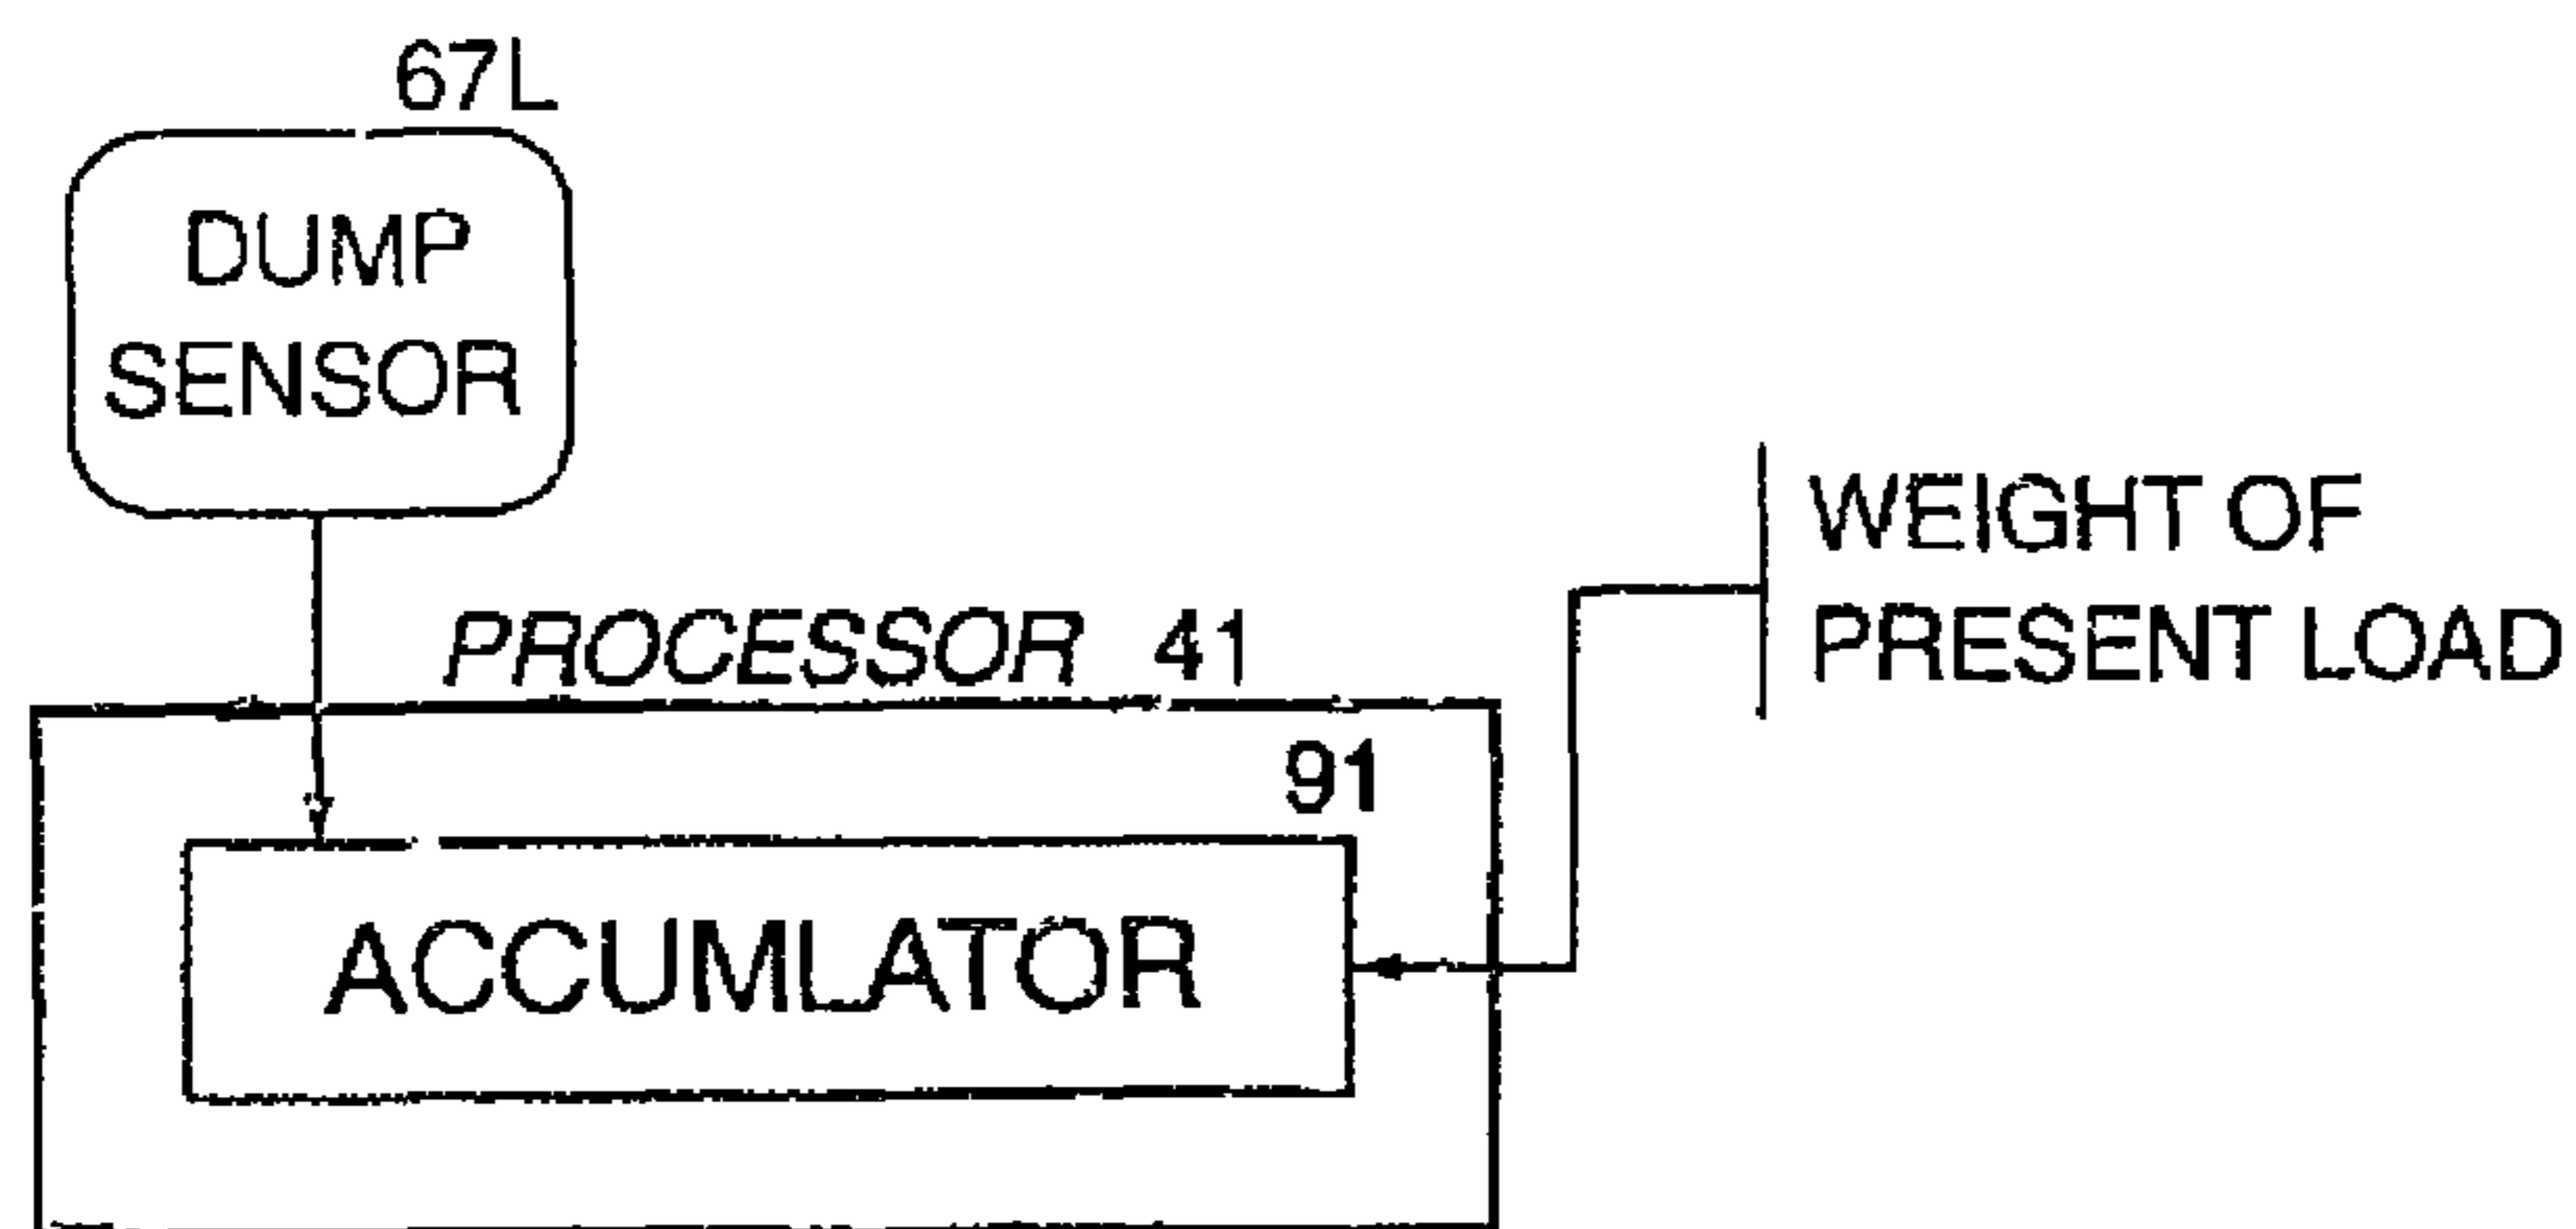 67L
DUMP
SENSOR
WEIGHT OF
PRESENT LOAD
PROCESSOR 41
91
ACCUMLATOR